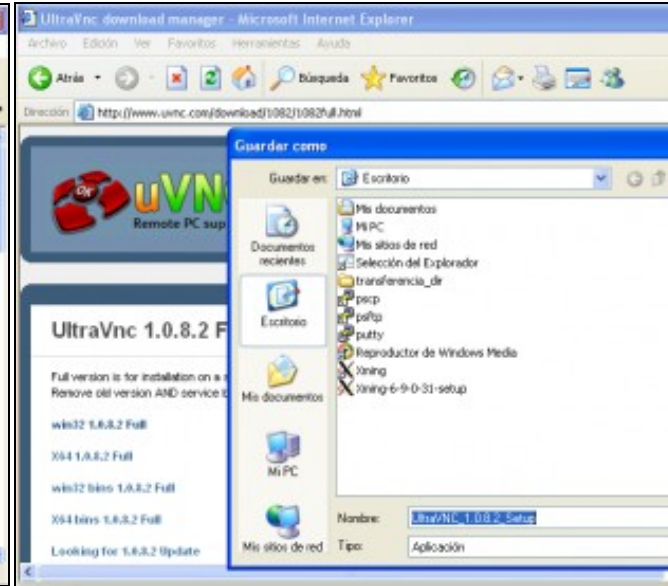 UltraVnc download manager - Microsoft Internet Explorer
Archivo Edición Ver Favoritos Herramientas Ayuda
Atrás Búsqueda Favoritos
Dirección http://www.uvnc.com/download/1082/1082full.html
Guardar como
Guardar en: Escritorio
OK
uVN
Remote PC sup
Documentos recientes
Escritorio
Mis documentos
Mi PC
Mis sitios de red
Mis documentos
Mi PC
Mis sitios de red
Selección del Explorador
transferencia_dir
pscp
psftp
putty
Reproductor de Windows Media
Xming
Xming-6-9-0-31-setup
Nombre: UltraVNC_1.0.8.2_Setup
Tipo: Aplicación
UltraVnc 1.0.8.2 F
Full version is for installation on a
Remove old version AND service
win32 1.0.8.2 Full
X64 1.0.8.2 Full
win32 bins 1.0.8.2 Full
X64 bins 1.0.8.2 Full
Looking for 1.0.8.2 Update